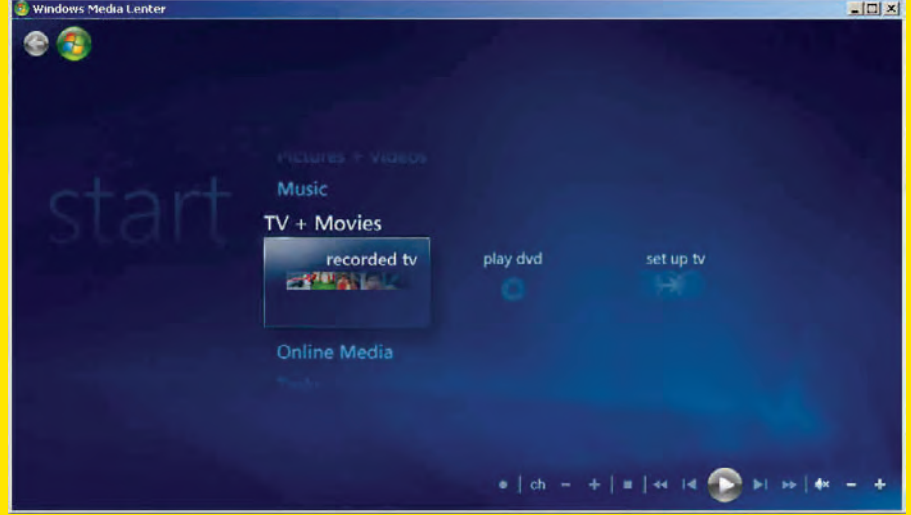 Windows Media Center
Pictures + Videos
start
Music
TV + Movies
recorded tv
play dvd
set up tv
Online Media
Tasks
ch − +
− +